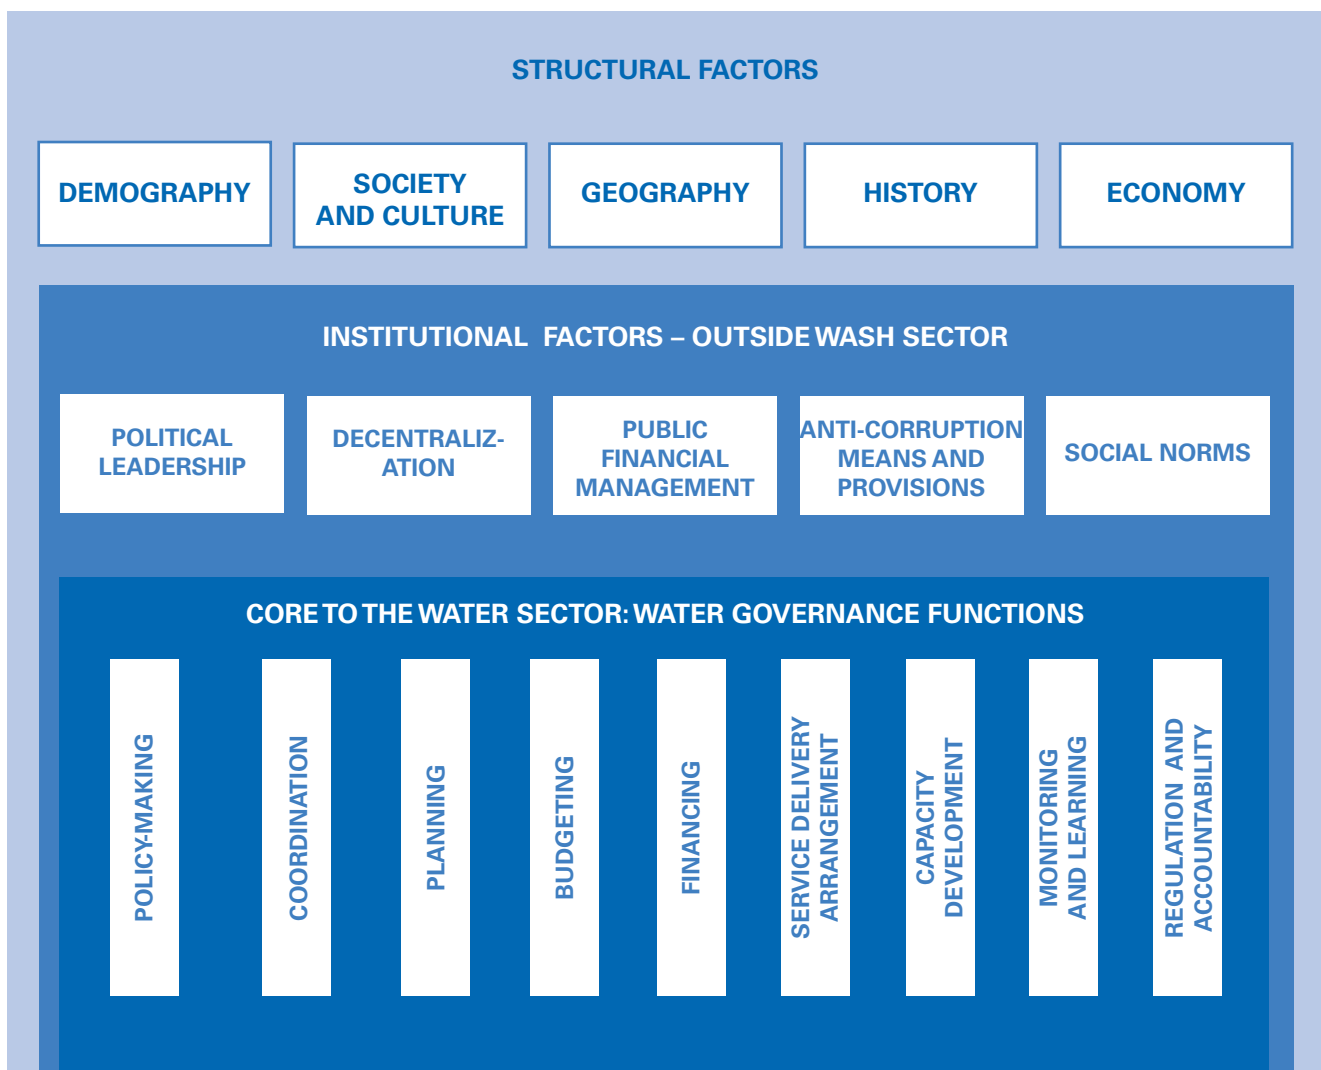 STRUCTURAL FACTORS
DEMOGRAPHY
SOCIETY
AND CULTURE
GEOGRAPHY
HISTORY
ECONOMY
INSTITUTIONAL FACTORS – OUTSIDE WASH SECTOR
POLITICAL
LEADERSHIP
DECENTRALIZ-
ATION
PUBLIC
FINANCIAL
MANAGEMENT
ANTI-CORRUPTION
MEANS AND
PROVISIONS
SOCIAL NORMS
CORE TO THE WATER SECTOR: WATER GOVERNANCE FUNCTIONS
POLICY-MAKING
COORDINATION
PLANNING
BUDGETING
FINANCING
SERVICE DELIVERY
ARRANGEMENT
CAPACITY
DEVELOPMENT
MONITORING
AND LEARNING
REGULATION AND
ACCOUNTABILITY